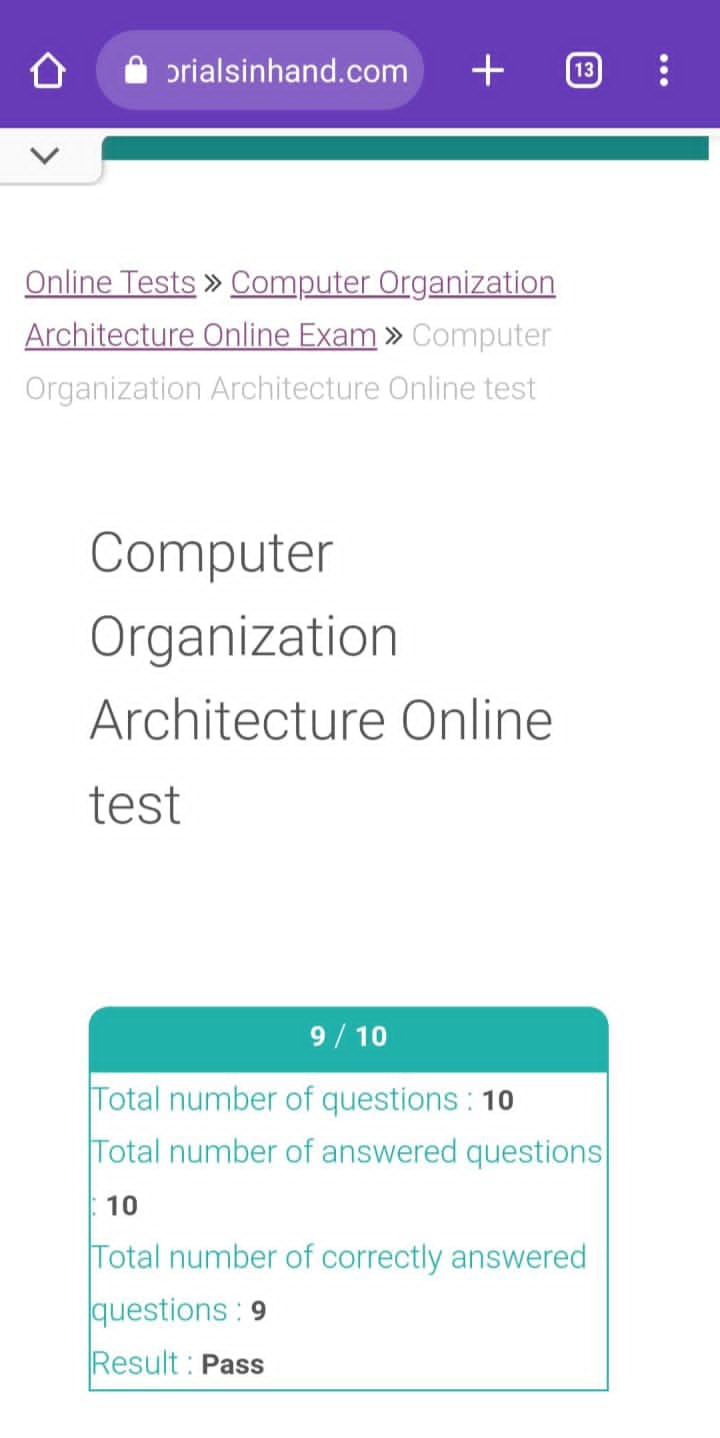 orialsinhand.com
13
Online Tests » Computer Organization
Architecture Online Exam » Computer
Organization Architecture Online test
Computer
Organization
Architecture Online
test
9 / 10
Total number of questions : 10
Total number of answered questions
: 10
Total number of correctly answered
questions : 9
Result : Pass